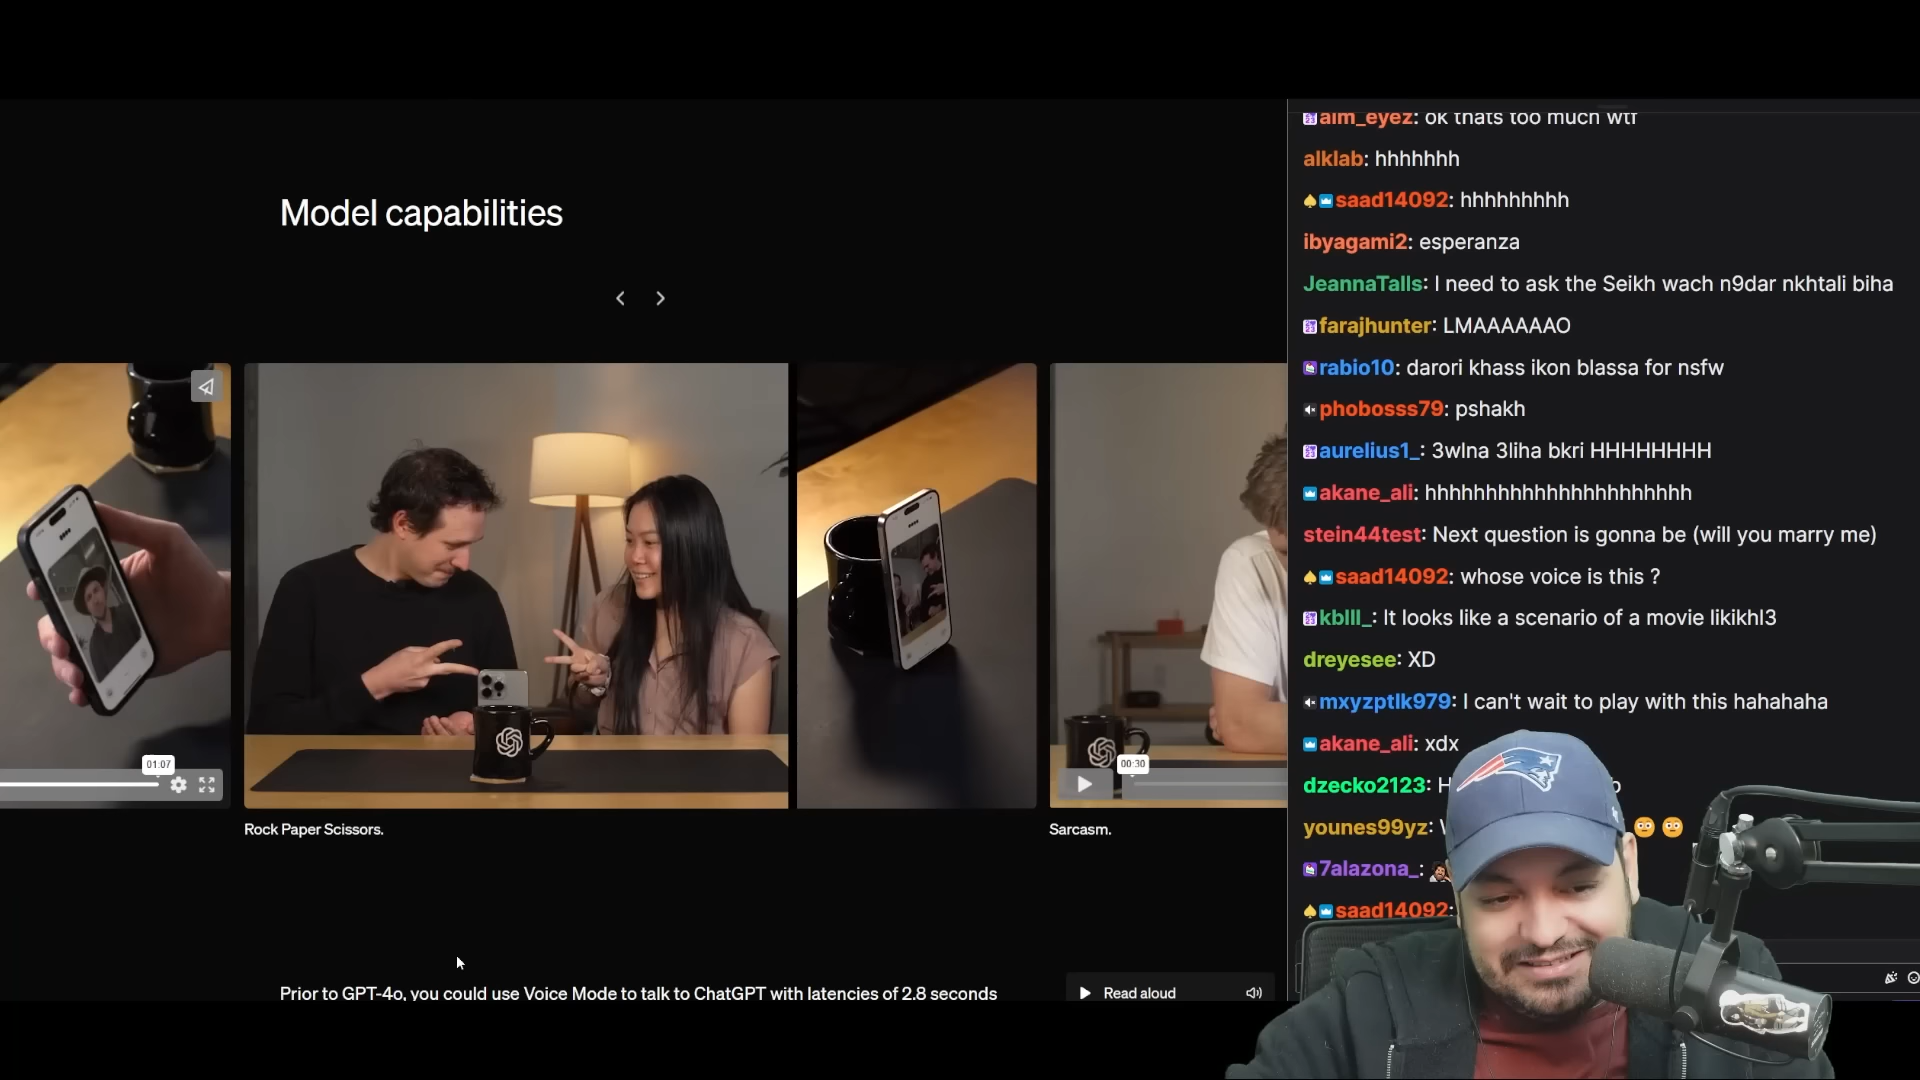 Model capabilities
01:07
00:30
Rock Paper Scissors.
Sarcasm.
Prior to GPT-4o, you could use Voice Mode to talk to ChatGPT with latencies of 2.8 seconds
Read aloud
aim_eyez: ok thats too much wtf
alklab: hhhhhhh
saad14092: hhhhhhhhh
ibyagami2: esperanza
JeannaTalls: I need to ask the Seikh wach n9dar nkhtali biha
farajhunter: LMAAAAAAO
rabio10: darori khass ikon blassa for nsfw
phobosss79: pshakh
aurelius1_: 3wlna 3liha bkri HHHHHHHH
akane_ali: hhhhhhhhhhhhhhhhhhhhhh
stein44test: Next question is gonna be (will you marry me)
saad14092: whose voice is this ?
kblll_: It looks like a scenario of a movie likikhl3
dreyesee: XD
mxyzptlk979: I can't wait to play with this hahahaha
akane_ali: xdx
dzecko2123:
younes99yz: 😳 😳
7alazona_:
saad14092: